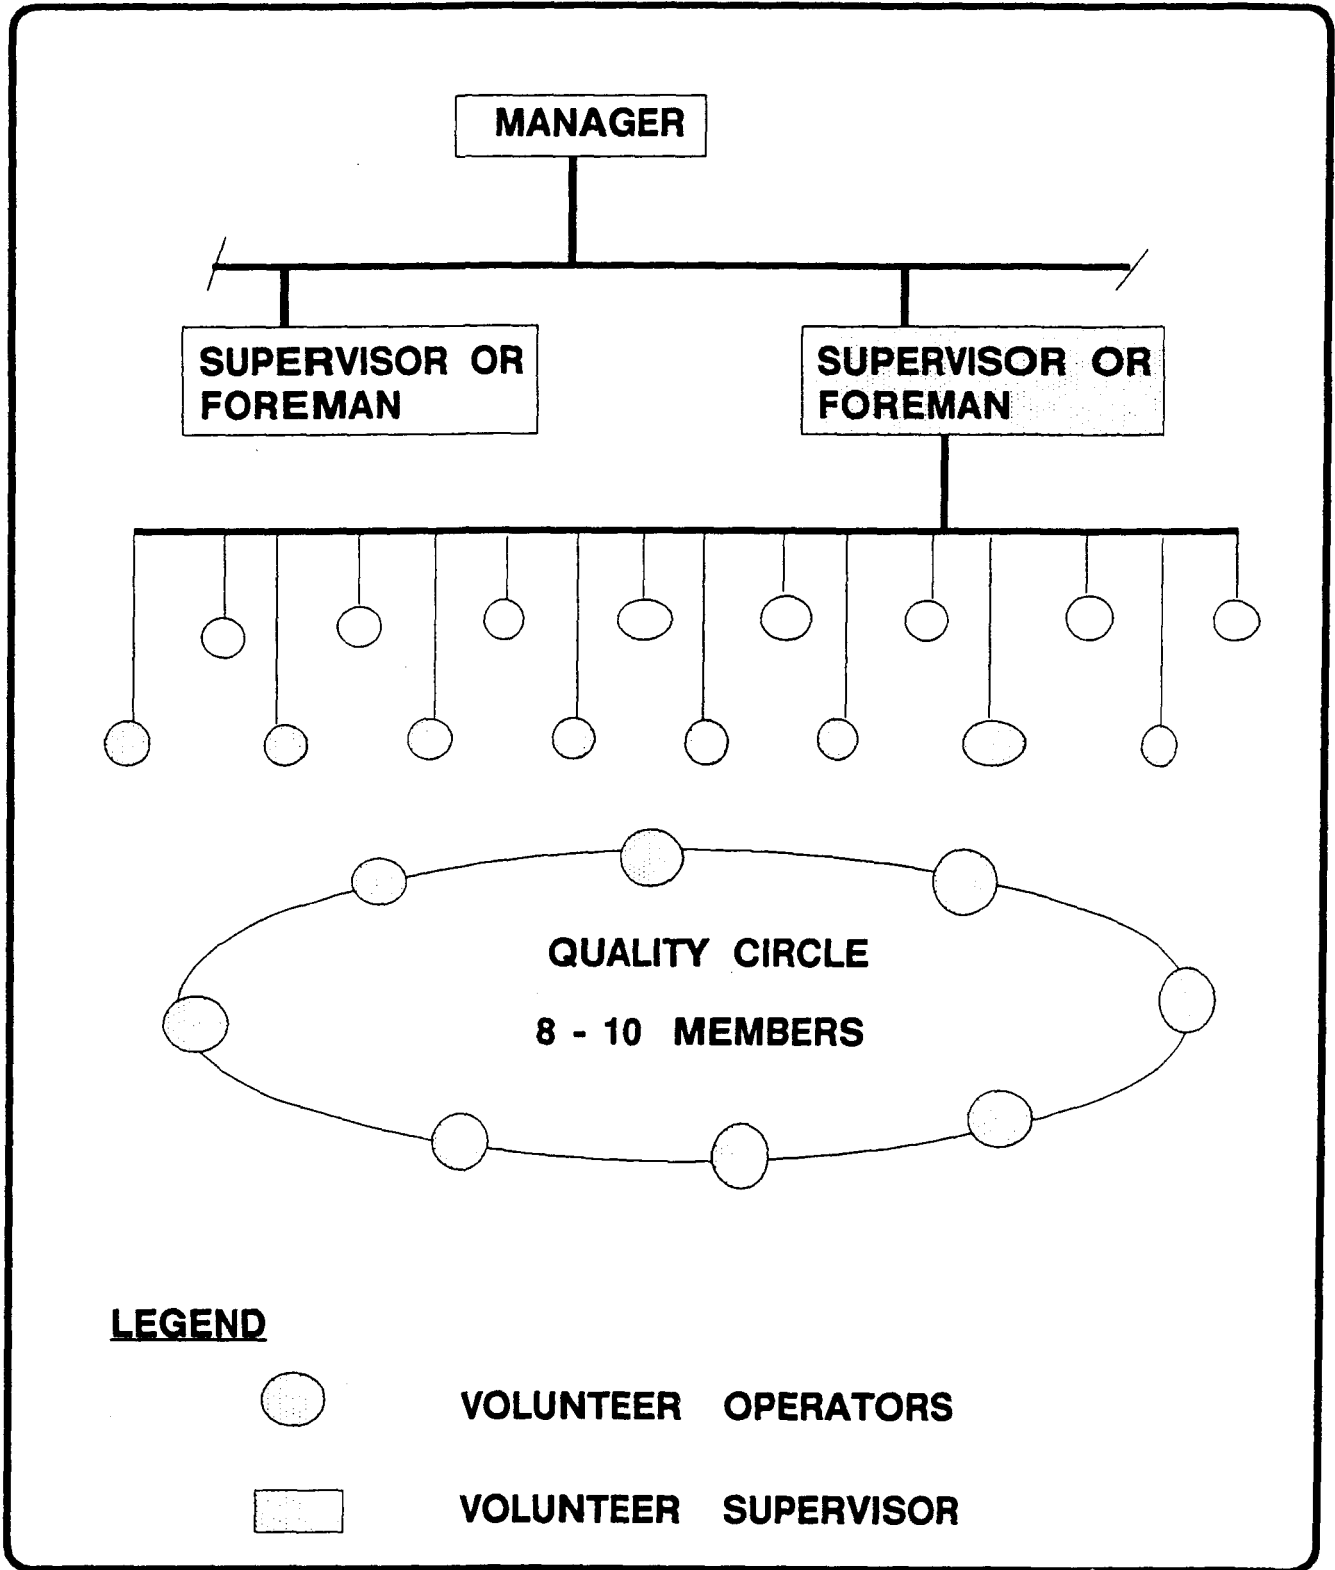 MANAGER
SUPERVISOR OR
FOREMAN
SUPERVISOR OR
FOREMAN
QUALITY CIRCLE
8 - 10 MEMBERS
LEGEND
VOLUNTEER OPERATORS
VOLUNTEER SUPERVISOR